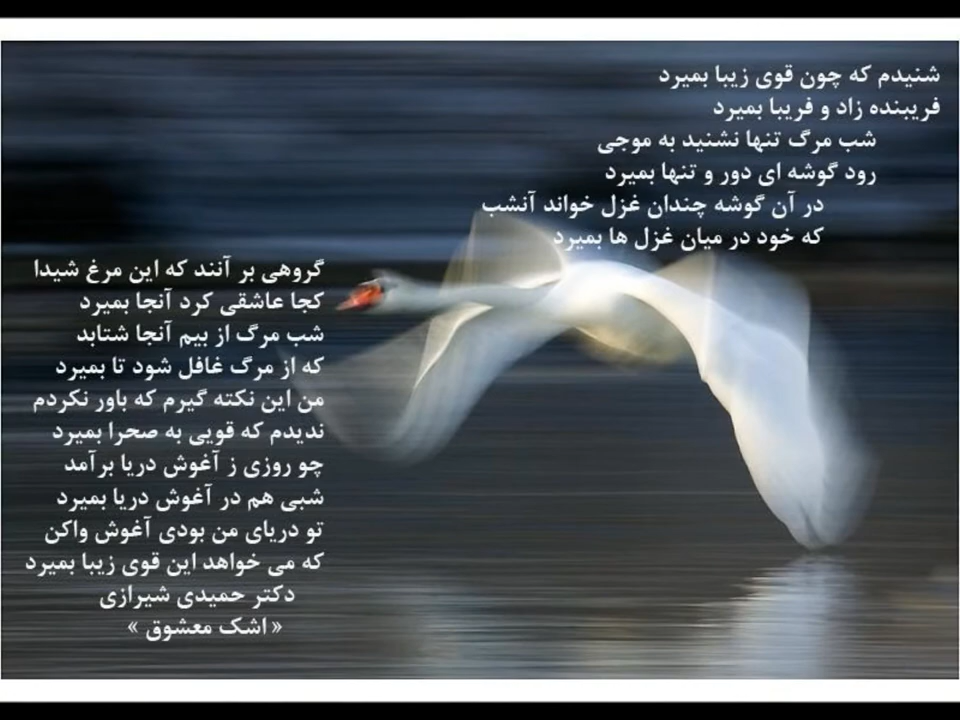 شنیدم که چون قوی زیبا بمیرد
فریبنده زاد و فریبا بمیرد
شب مرگ تنها نشنید به موجی
رود گوشه ای دور و تنها بمیرد
در آن گوشه چندان غزل خواند آنشب
که خود در میان غزل ها بمیرد
گروهی بر آنند که این مرغ شیدا
کجا عاشقی کرد آنجا بمیرد
شب مرگ از بیم آنجا شتابد
که از مرگ غافل شود تا بمیرد
من این نکته گیرم که باور نکردم
ندیدم که قویی به صحرا بمیرد
چو روزی ز آغوش دریا برآمد
شبی هم در آغوش دریا بمیرد
تو دریای من بودی آغوش واکن
که می خواهد این قوی زیبا بمیرد
دکتر حمیدی شیرازی
« اشک معشوق »